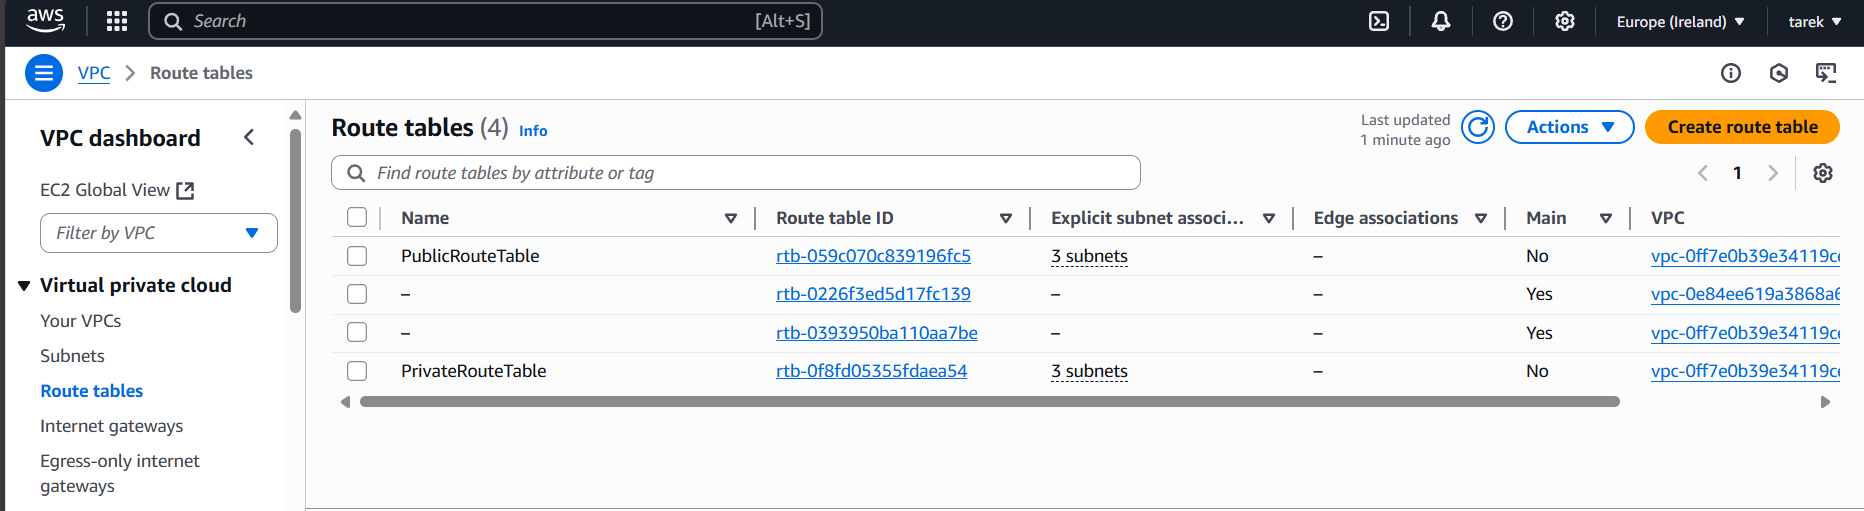 aws Search [Alt+S] Europe (Ireland) tarek
VPC Route tables
VPC dashboard
EC2 Global View
Filter by VPC
Virtual private cloud
Your VPCs
Subnets
Route tables
Internet gateways
Egress-only internet
gateways
Route tables (4) Info
Last updated
1 minute ago
Actions
Create route table
Find route tables by attribute or tag
1
Name Route table ID Explicit subnet associ... Edge associations Main VPC
PublicRouteTable rtb-059c070c839196fc5 3 subnets – No vpc-0ff7e0b39e34119ce
– rtb-0226f3ed5d17fc139 – – Yes vpc-0e84ee619a3868a6
– rtb-0393950ba110aa7be – – Yes vpc-0ff7e0b39e34119ce
PrivateRouteTable rtb-0f8fd05355fdaea54 3 subnets – No vpc-0ff7e0b39e34119ce